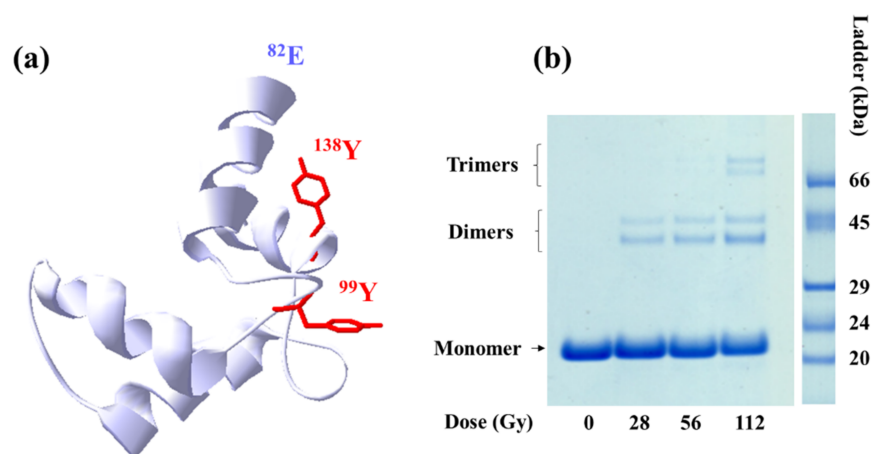 (a)
⁸²E
¹³⁸Y
⁹⁹Y
(b)
Ladder (kDa)
Trimers
66
45
Dimers
29
24
Monomer
20
Dose (Gy) 0 28 56 112